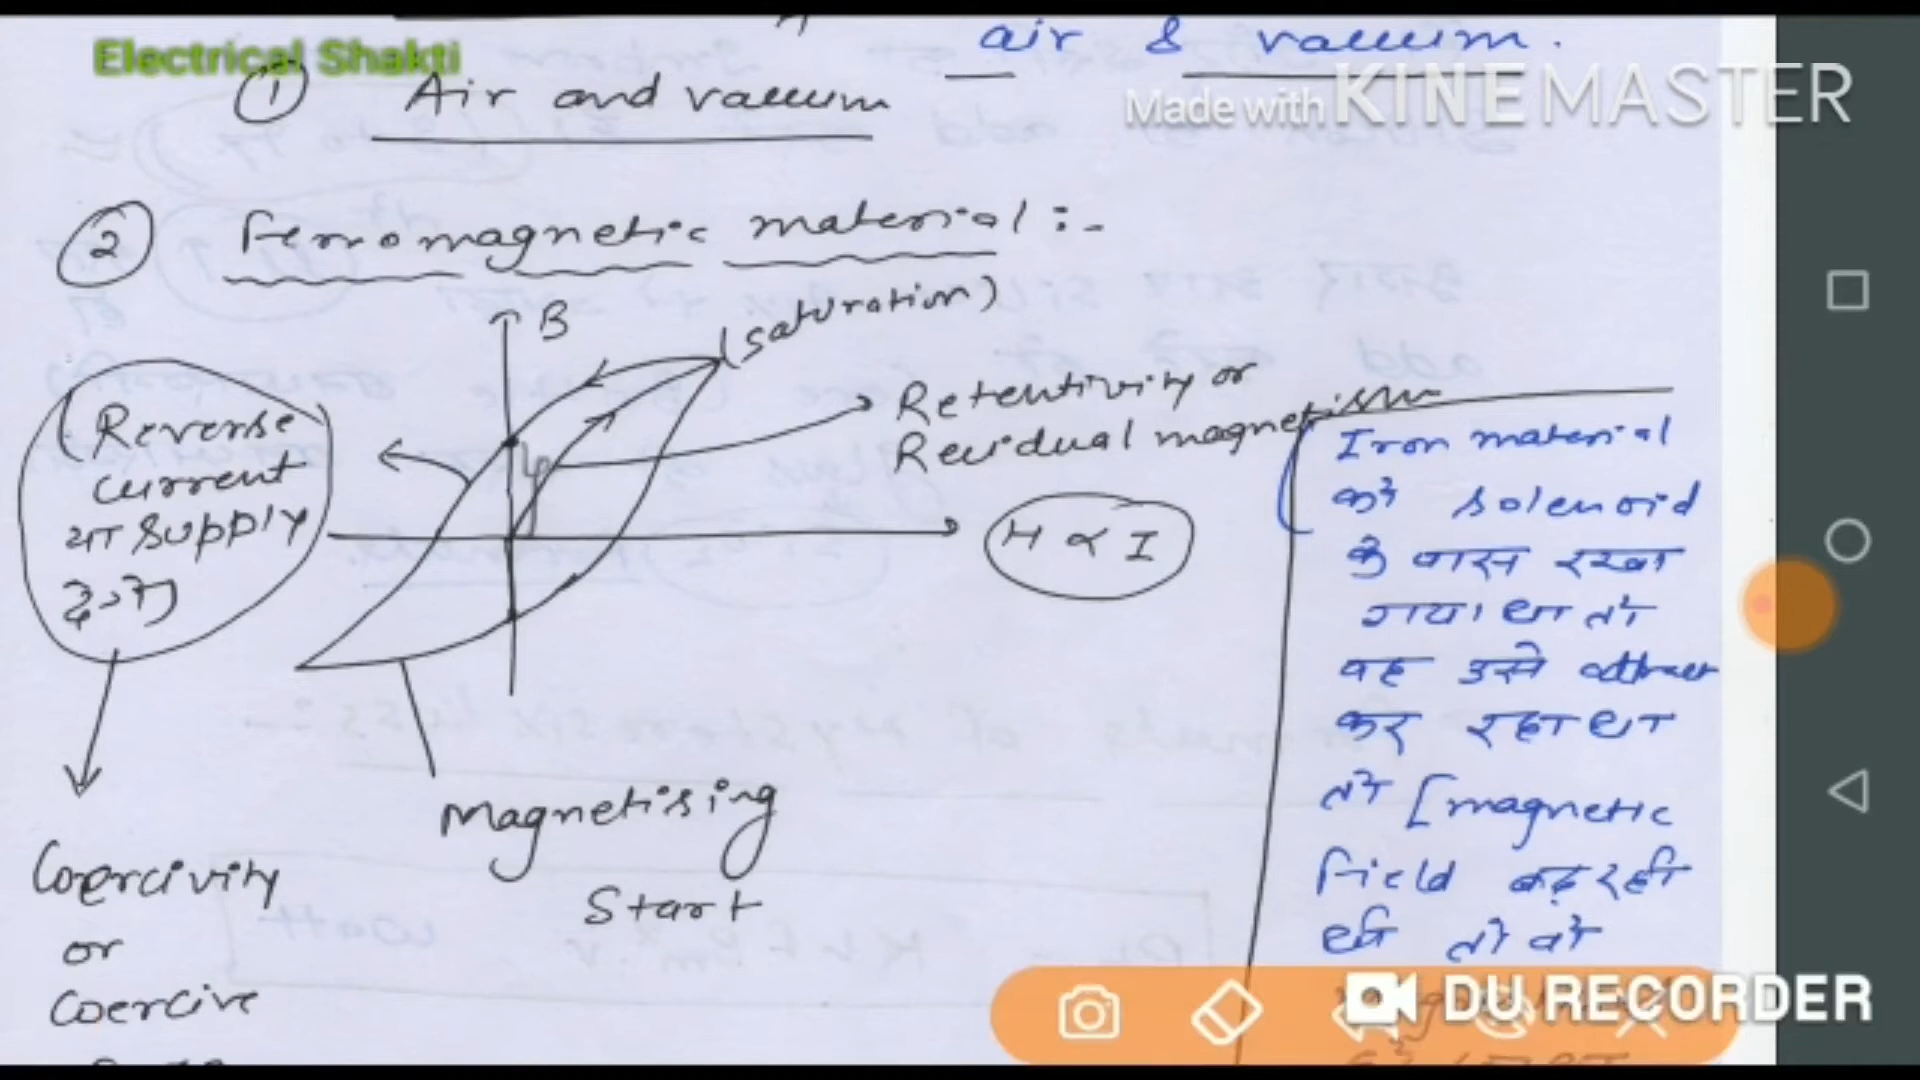 air & vacuum.
Electrical Shakti
Made with KINEMASTER
① Air and vacuum
② Ferromagnetic material :-
B
(saturation)
Retentivity or
Residual magnetism
(Reverse
current
का supply
H ∝ I
Magnetising
Start
Coercivity
or
Coercive
Iron material
को solenoid
के पास रखा
गया था तो
वह उसे attract
कर रहा था
तो [magnetic
field बढ़ रही
थी तो वो
DU RECORDER